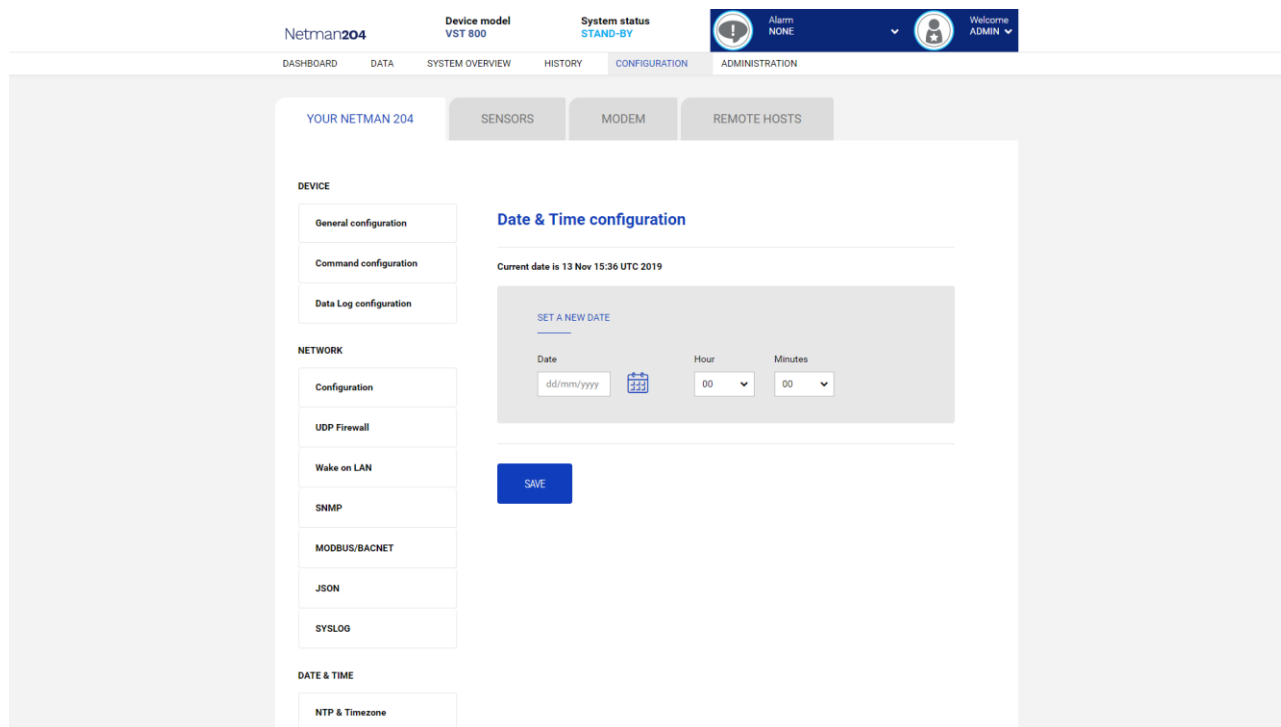 Netman204
Device model
VST 800
System status
STAND-BY
Alarm
NONE
Welcome
ADMIN
DASHBOARD DATA SYSTEM OVERVIEW HISTORY CONFIGURATION ADMINISTRATION
YOUR NETMAN 204 SENSORS MODEM REMOTE HOSTS
DEVICE
General configuration
Command configuration
Data Log configuration
NETWORK
Configuration
UDP Firewall
Wake on LAN
SNMP
MODBUS/BACNET
JSON
SYSLOG
DATE & TIME
NTP & Timezone
Date & Time configuration
Current date is 13 Nov 15:36 UTC 2019
SET A NEW DATE
Date Hour Minutes
dd/mm/yyyy 00 00
SAVE